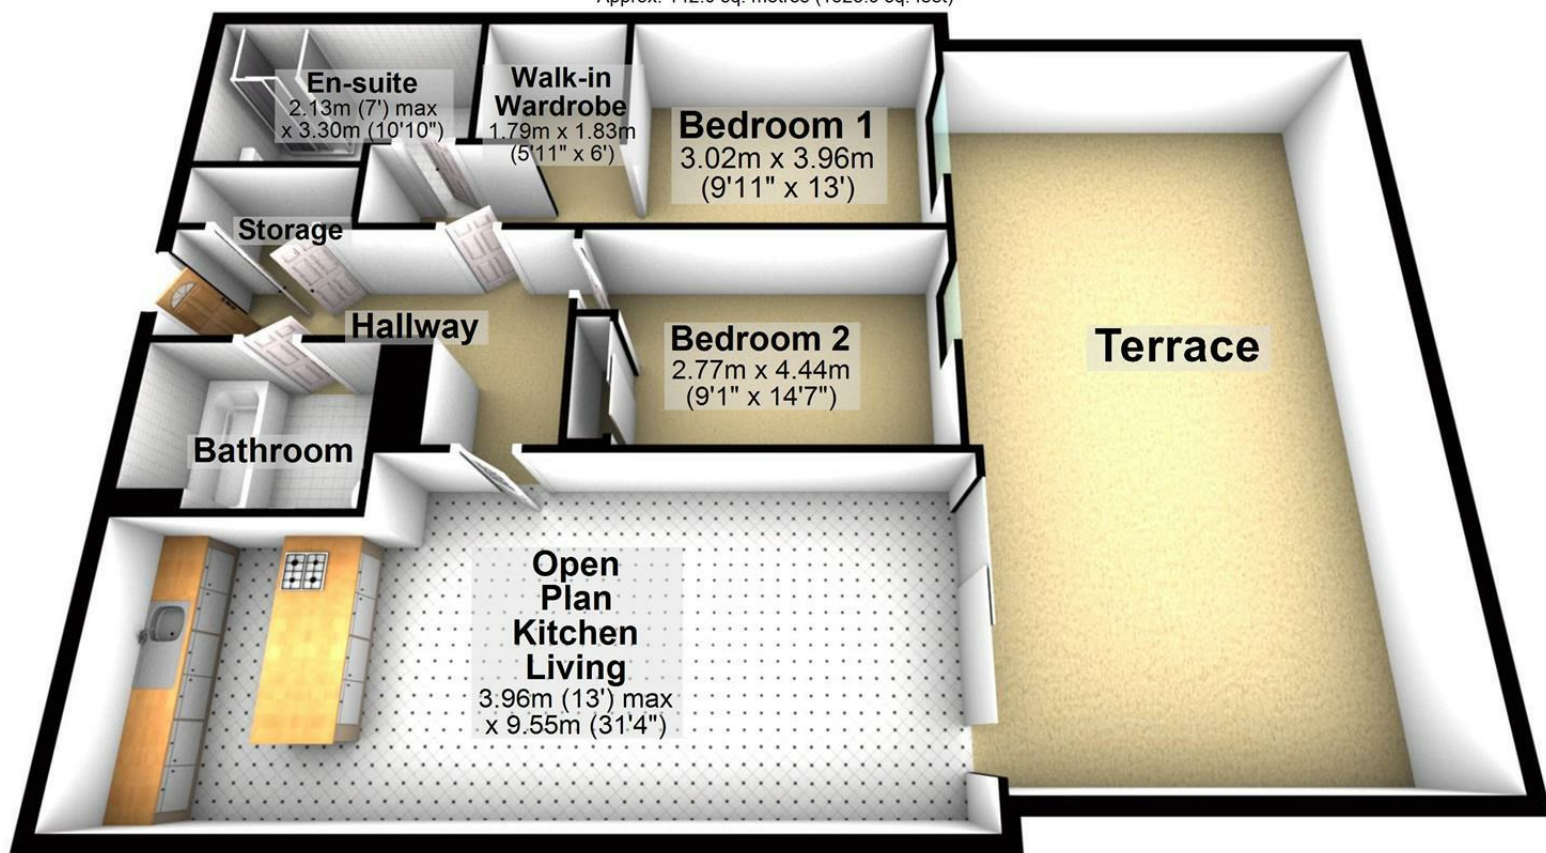 En-suite
2.13m (7') max
x 3.30m (10'10")
Walk-in
Wardrobe
1.79m x 1.83m
(5'11" x 6')
Bedroom 1
3.02m x 3.96m
(9'11" x 13')
Storage
Hallway
Bedroom 2
2.77m x 4.44m
(9'1" x 14'7")
Terrace
Bathroom
Open
Plan
Kitchen
Living
3.96m (13') max
x 9.55m (31'4")